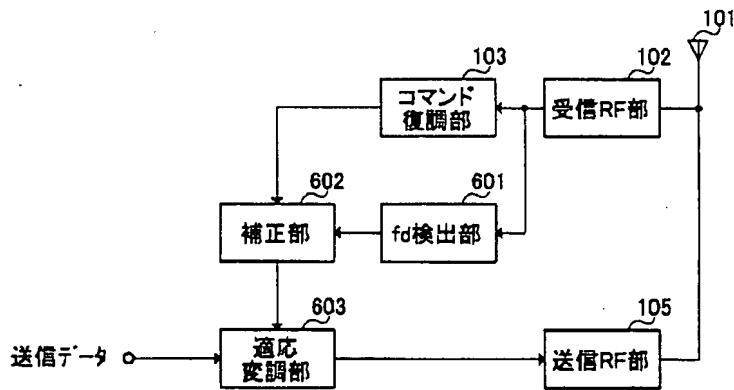 101
103
102
コマンド
復調部
受信RF部
602
601
補正部
fd検出部
603
105
送信データ
適応
変調部
送信RF部